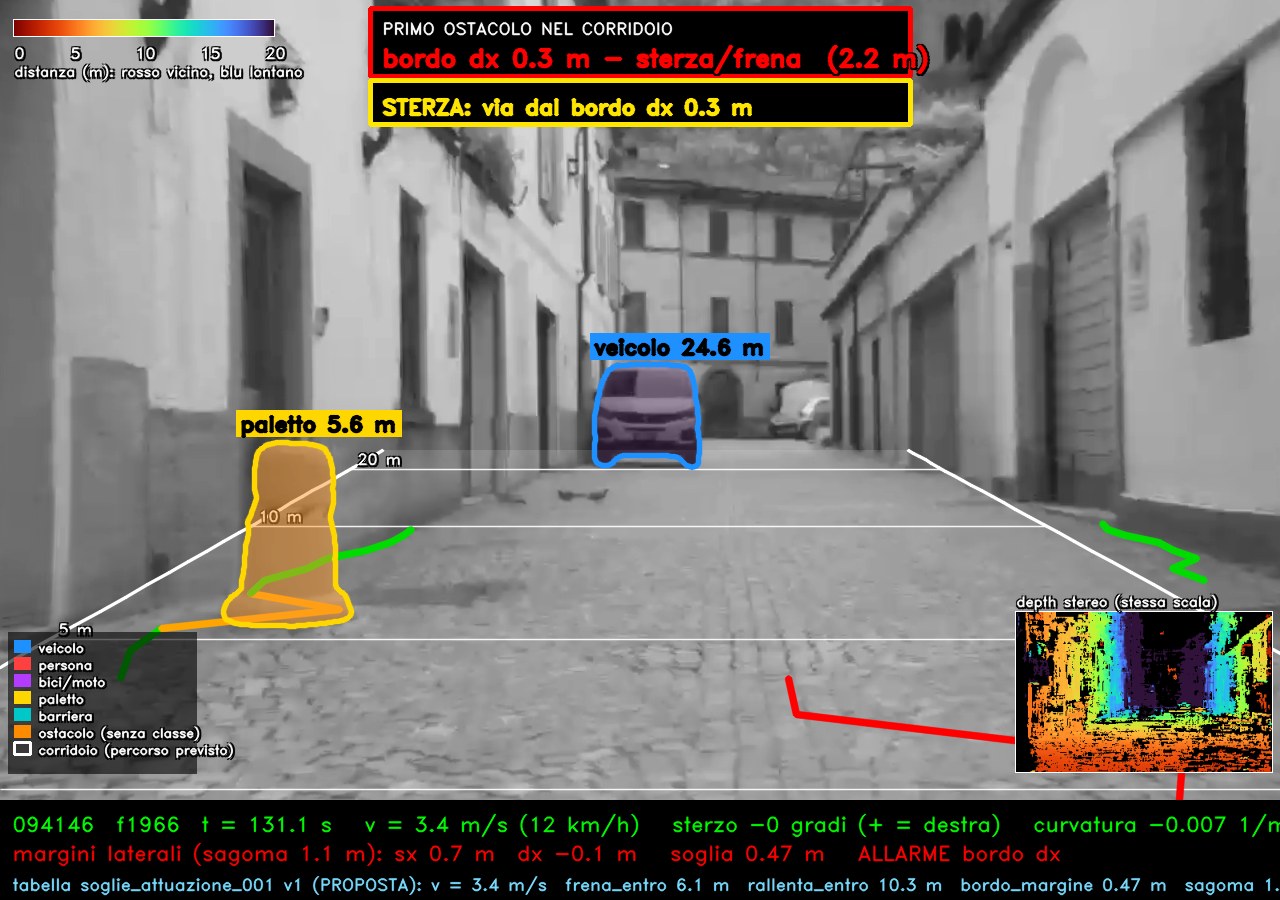 0 5 10 15 20
distanza (m): rosso vicino, blu lontano
PRIMO OSTACOLO NEL CORRIDOIO
bordo dx 0.3 m − sterza/frena (2.2 m)
STERZA: via dal bordo dx 0.3 m
veicolo 24.6 m
paletto 5.6 m
20 m
10 m
5 m
depth stereo (stessa scala)
veicolo
persona
bici/moto
paletto
barriera
ostacolo (senza classe)
corridoio (percorso previsto)
094146 f1966 t = 131.1 s v = 3.4 m/s (12 km/h) sterzo −0 gradi (+ = destra) curvatura −0.007 1/m
margini laterali (sagoma 1.1 m): sx 0.7 m dx −0.1 m soglia 0.47 m ALLARME bordo dx
tabella soglie_attuazione_001 v1 (PROPOSTA): v = 3.4 m/s frena_entro 6.1 m rallenta_entro 10.3 m bordo_margine 0.47 m sagoma 1.